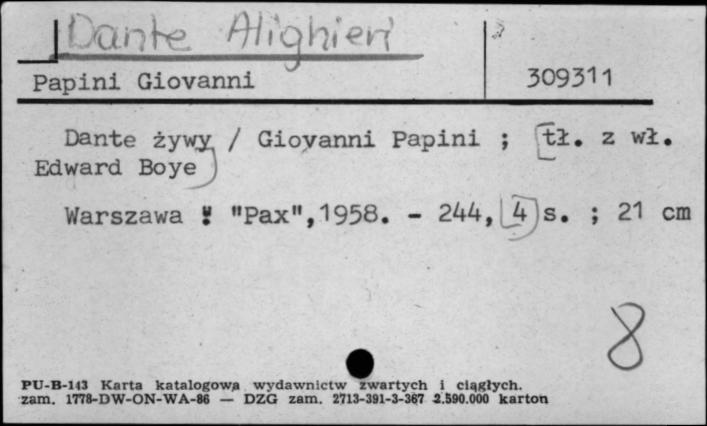 Dante Alighieri
Papini Giovanni 309311
Dante żywy / Giovanni Papini ; [tł. z wł.
Edward Boye]
Warszawa : "Pax",1958. - 244,[4]s. ; 21 cm
8
PU-B-143 Karta katalogowa wydawnictw zwartych i ciągłych.
zam. 1778-DW-ON-WA-86 — DZG zam. 2713-391-3-367 2.590.000 karton